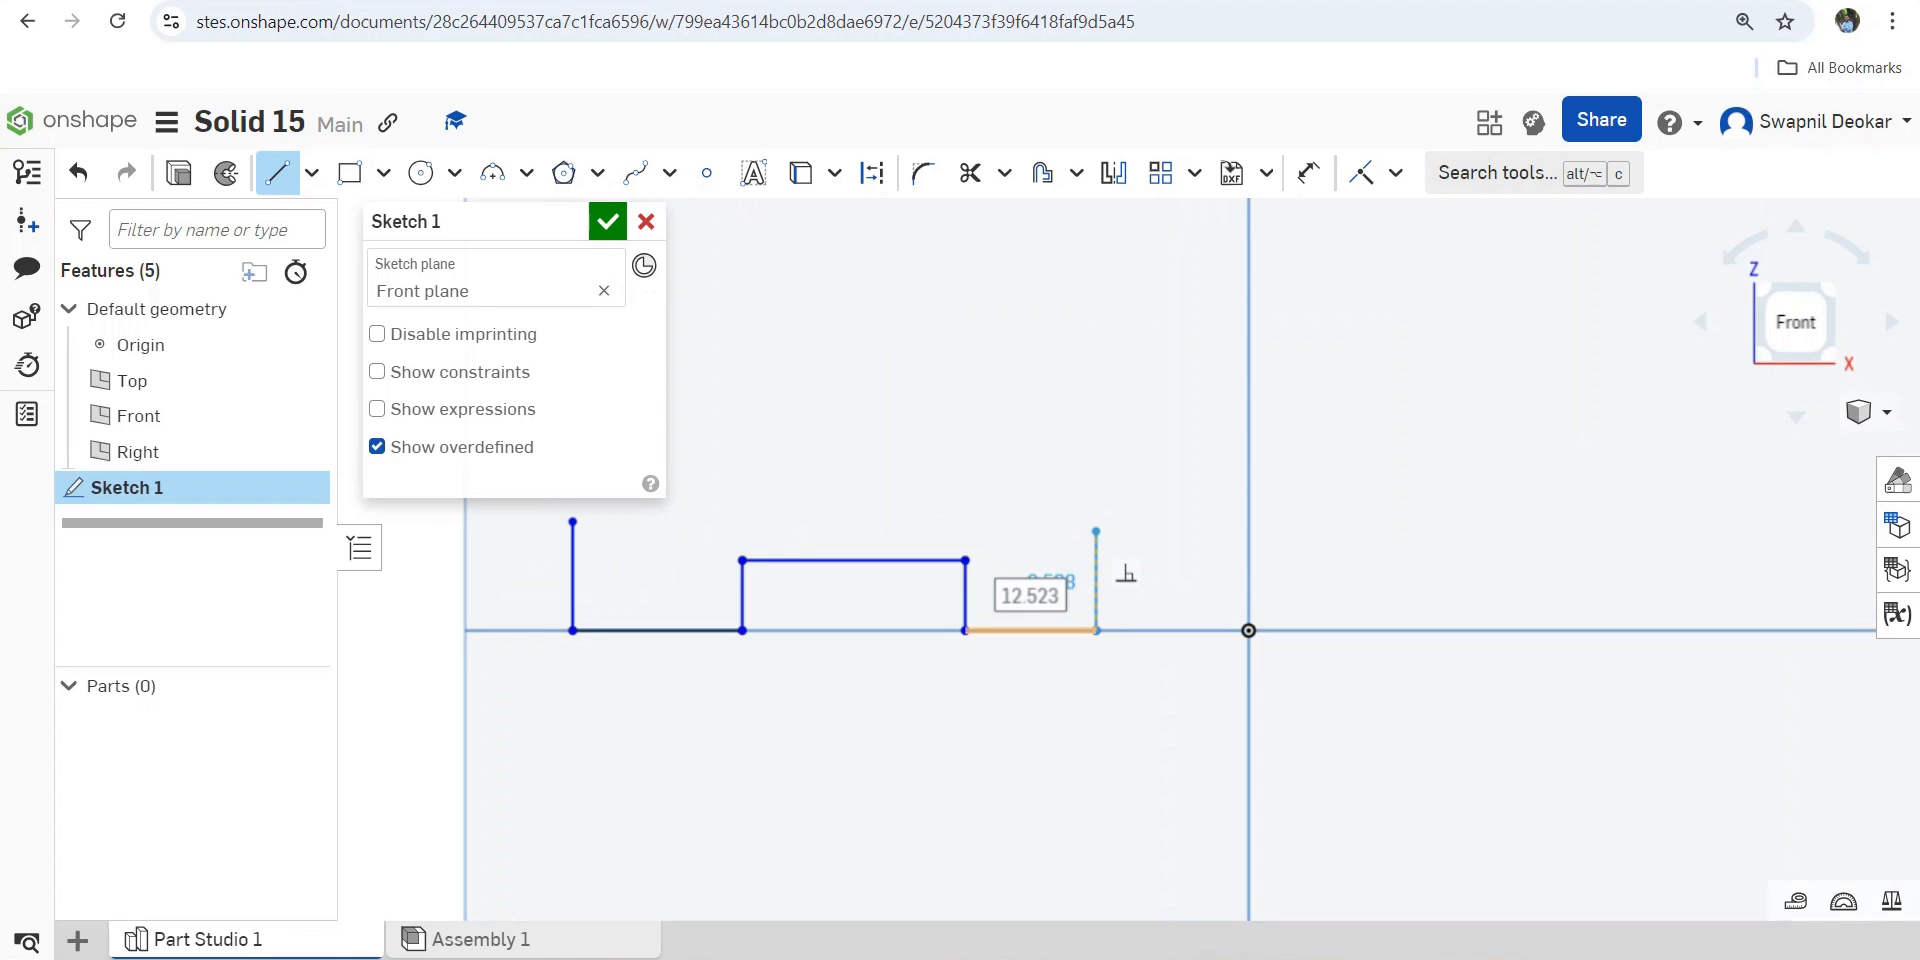 stes.onshape.com/documents/28c264409537ca7c1fca6596/w/799ea43614bc0b2d8dae6972/e/5204373f39f6418faf9d5a45
All Bookmarks
onshape Solid 15 Main Share Swapnil Deokar
Search tools... alt/⌥ c
Filter by name or type
Features (5)
Default geometry
Origin
Top
Front
Right
Sketch 1
Parts (0)
Sketch 1
Sketch plane
Front plane
Disable imprinting
Show constraints
Show expressions
Show overdefined
12.523
Z
Front
X
Part Studio 1
Assembly 1